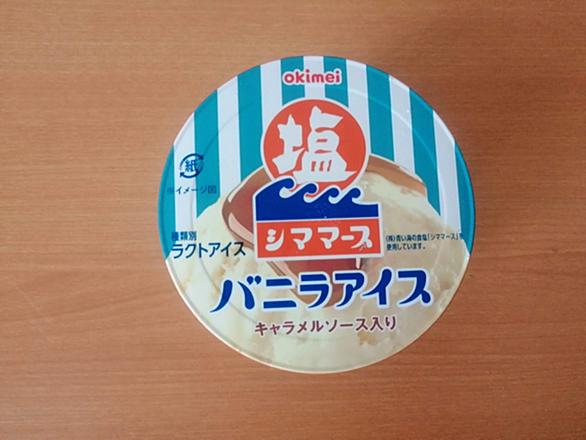 okimei
塩
紙
※イメージ図
シママース
種類別
ラクトアイス
(株)青い海の食塩「シママース」を
使用しています。
バニラアイス
キャラメルソース入り